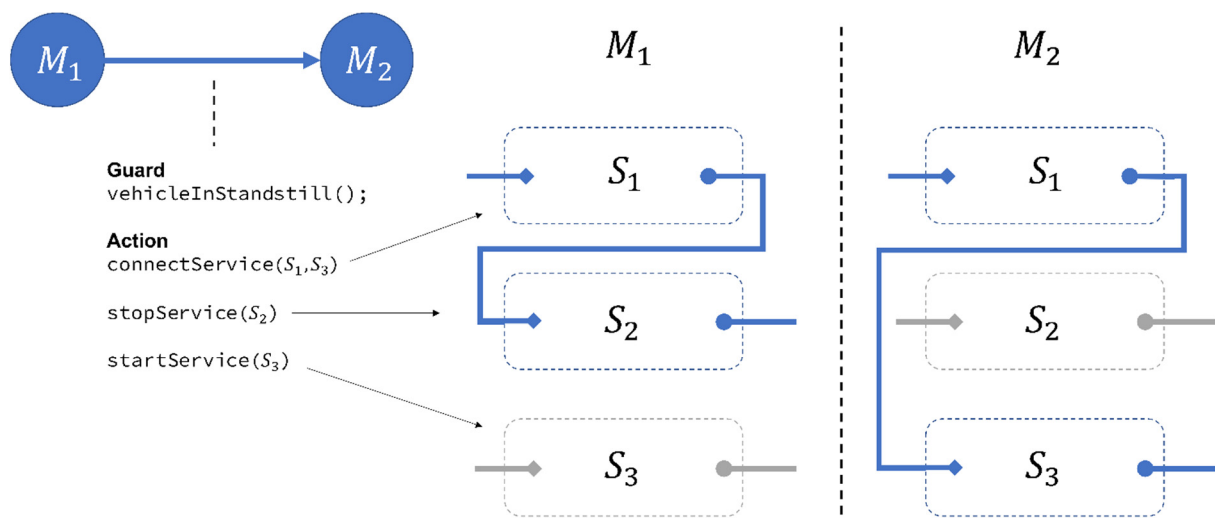 M₁
M₂
Guard
vehicleInStandstill();
Action
connectService(S₁,S₃)
stopService(S₂)
startService(S₃)
M₁
S₁
S₂
S₃
M₂
S₁
S₂
S₃